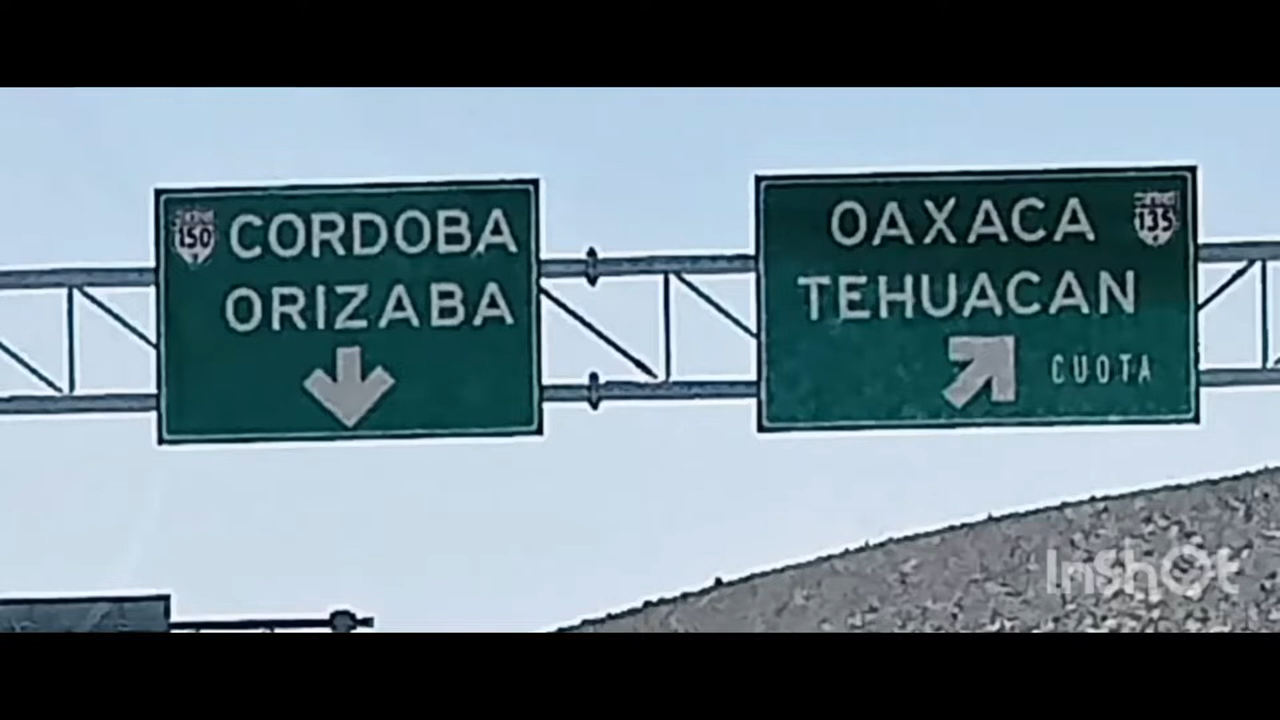 150 CORDOBA
ORIZABA
OAXACA 135
TEHUACAN
CUOTA
InShOt